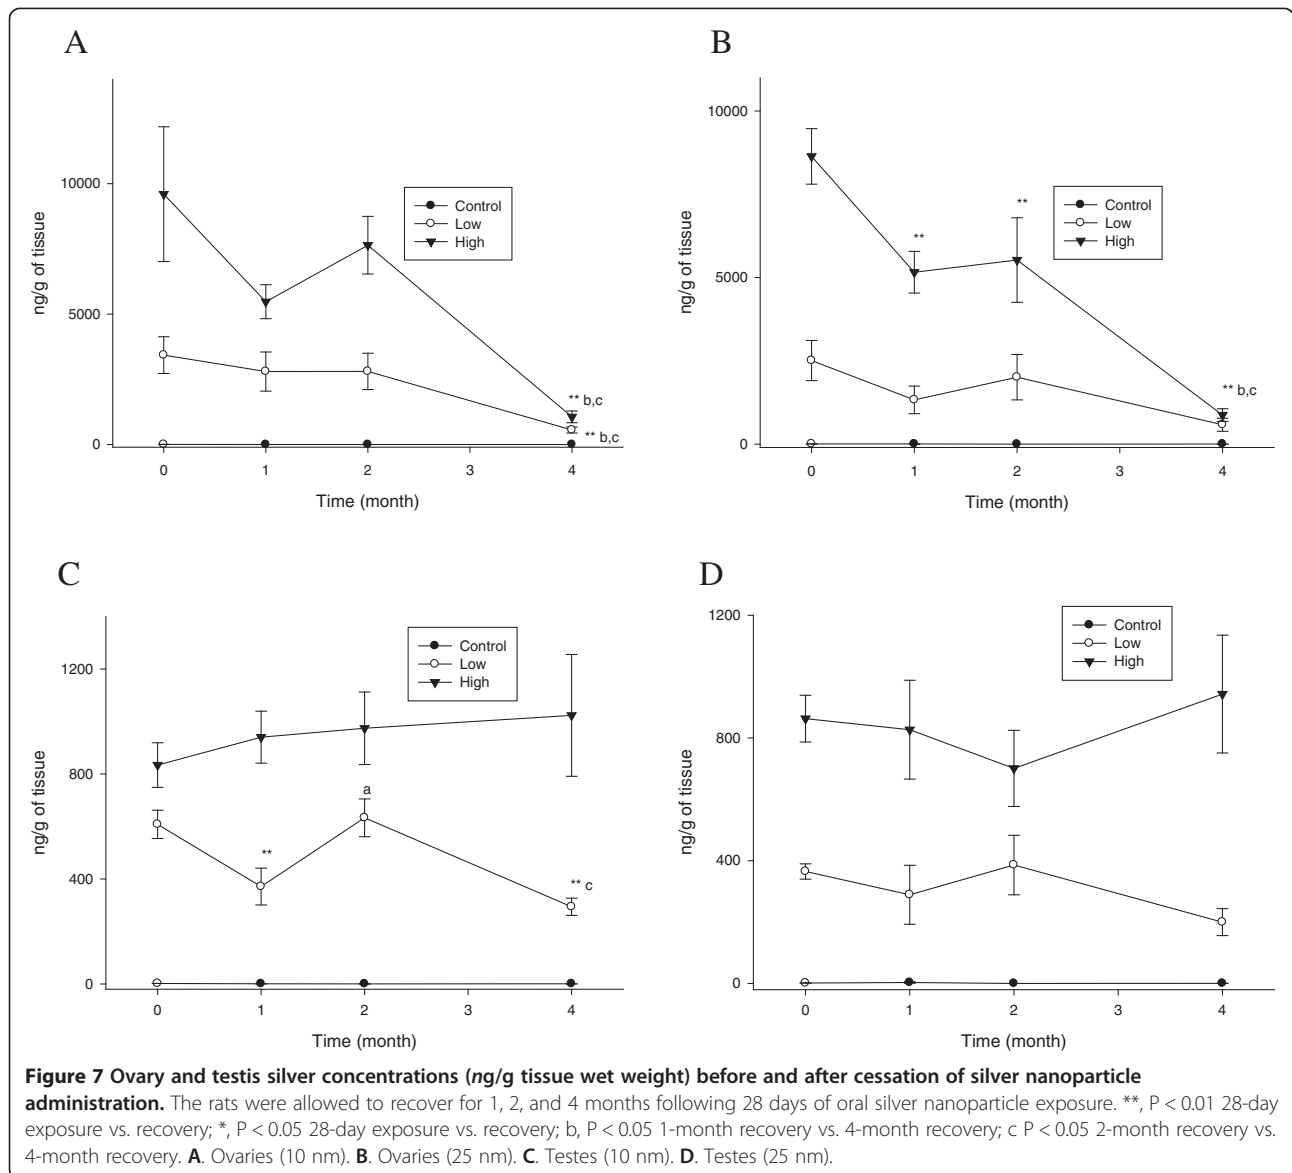 A
ng/g of tissue
10000
5000
0
Control
Low
High
** b,c
** b,c
0 1 2 3 4
Time (month)
B
ng/g of tissue
10000
5000
0
Control
Low
High
**
**
** b,c
0 1 2 3 4
Time (month)
C
ng/g of tissue
1200
800
400
0
Control
Low
High
**
a
** c
0 1 2 3 4
Time (month)
D
ng/g of tissue
1200
800
400
0
Control
Low
High
0 1 2 3 4
Time (month)
Figure 7 Ovary and testis silver concentrations (ng/g tissue wet weight) before and after cessation of silver nanoparticle
administration. The rats were allowed to recover for 1, 2, and 4 months following 28 days of oral silver nanoparticle exposure. **, P < 0.01 28-day
exposure vs. recovery; *, P < 0.05 28-day exposure vs. recovery; b, P < 0.05 1-month recovery vs. 4-month recovery; c P < 0.05 2-month recovery vs.
4-month recovery. A. Ovaries (10 nm). B. Ovaries (25 nm). C. Testes (10 nm). D. Testes (25 nm).